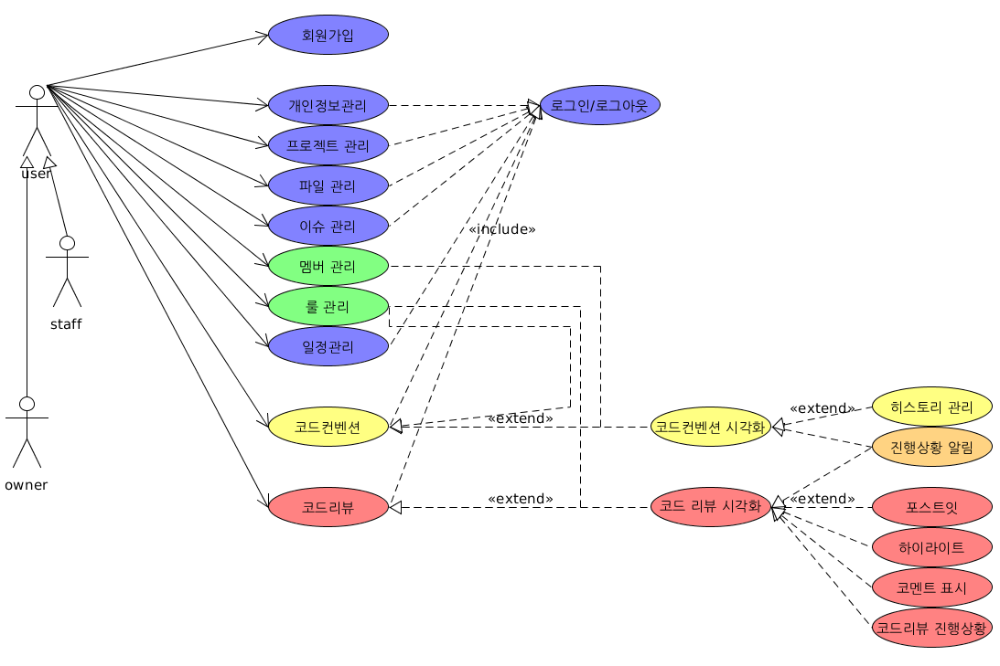 회원가입
개인정보관리
로그인/로그아웃
프로젝트 관리
user
파일 관리
이슈 관리
«include»
멤버 관리
룰 관리
staff
일정관리
코드컨벤션
«extend»
코드컨벤션 시각화
«extend»
히스토리 관리
진행상황 알림
owner
코드리뷰
«extend»
코드 리뷰 시각화
«extend»
포스트잇
하이라이트
코멘트 표시
코드리뷰 진행상황